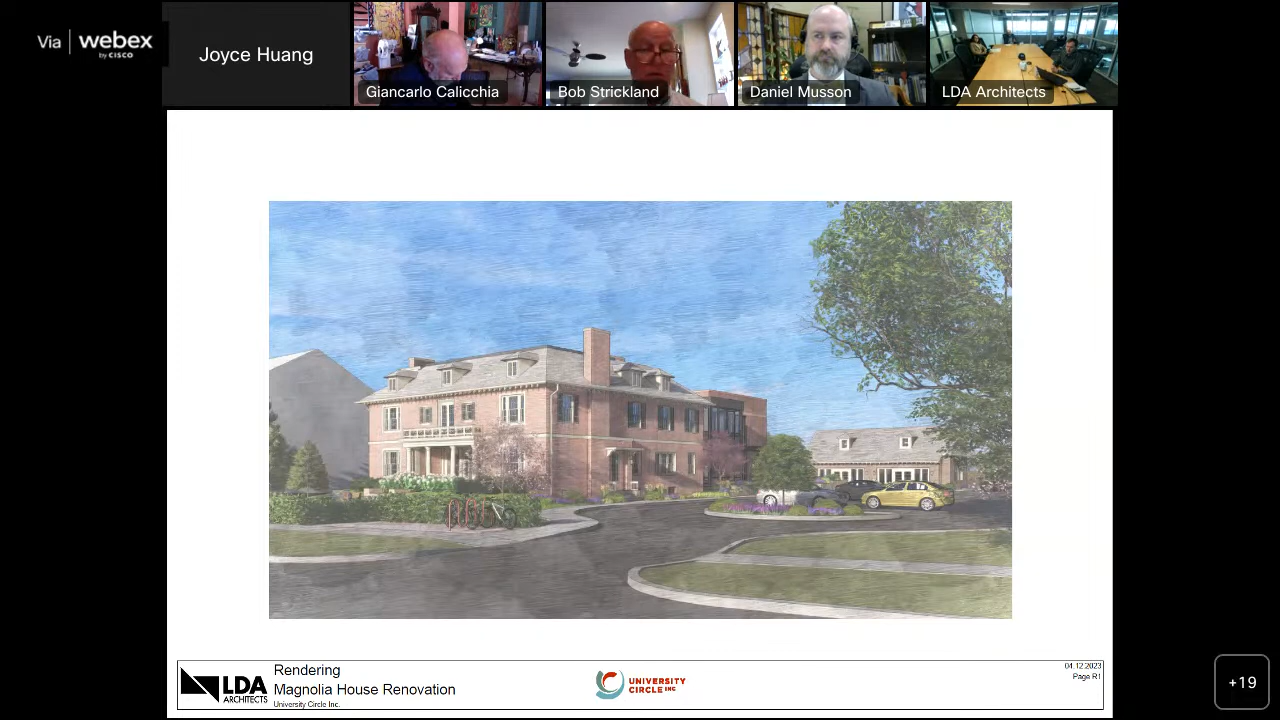 Via webex
by CISCO
Joyce Huang
Giancarlo Calicchia
Bob Strickland
Daniel Musson
LDA Architects
LDA
ARCHITECTS
Rendering
Magnolia House Renovation
University Circle Inc.
UNIVERSITY
CIRCLE INC
04.12.2023
Page R1
+19